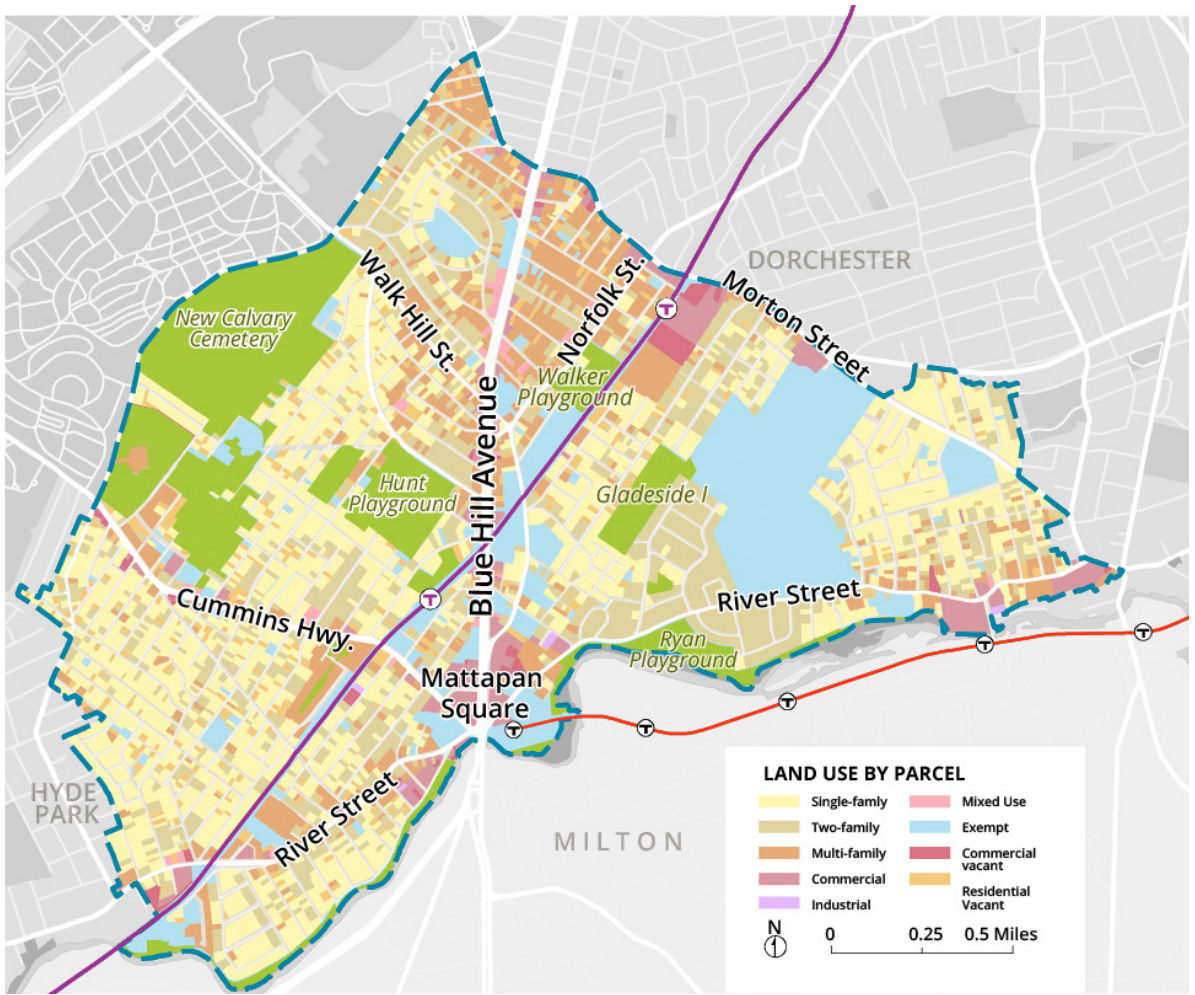 DORCHESTER
Morton Street
Norfolk St.
Walk Hill St.
New Calvary
Cemetery
Walker
Playground
Blue Hill Avenue
Hunt
Playground
Gladeside I
T
T
Cummins Hwy.
River Street
Ryan
Playground
Mattapan
Square
T
T
T
T
T
HYDE
PARK
River Street
MILTON
LAND USE BY PARCEL
Single-famly
Two-family
Multi-family
Commercial
Industrial
Mixed Use
Exempt
Commercial
vacant
Residential
Vacant
N
0 0.25 0.5 Miles